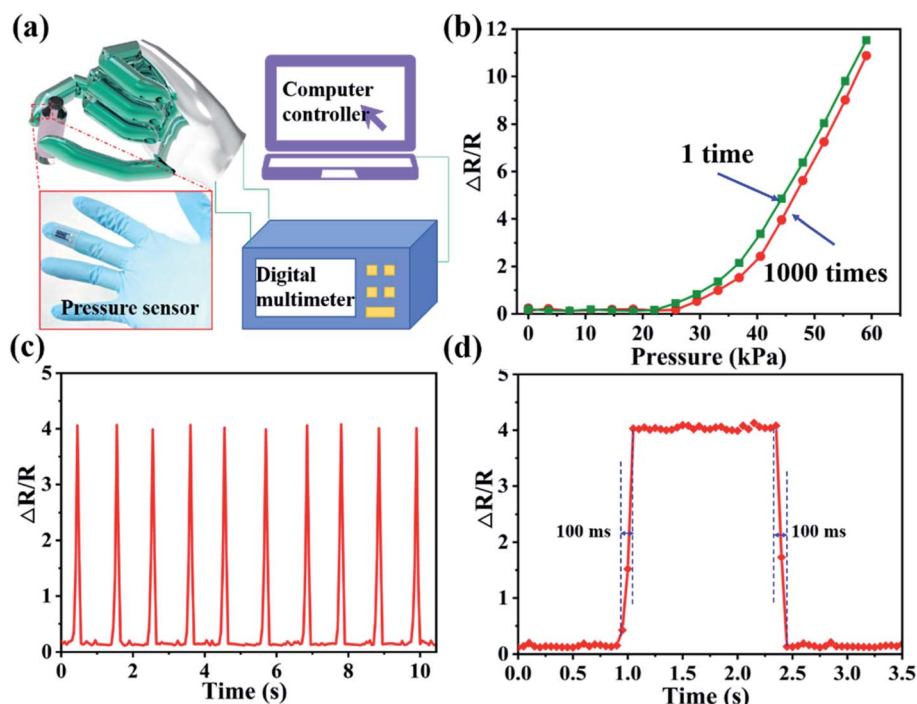 (a)
Computer
controller
Digital
multimeter
Pressure sensor
(b)
△R/R
12
10
8
6
4
2
0
1 time
1000 times
0 10 20 30 40 50 60
Pressure (kPa)
(c)
△R/R
5
4
3
2
1
0
0 2 4 6 8 10
Time (s)
(d)
△R/R
5
4
3
2
1
0
100 ms
100 ms
0.0 0.5 1.0 1.5 2.0 2.5 3.0 3.5
Time (s)